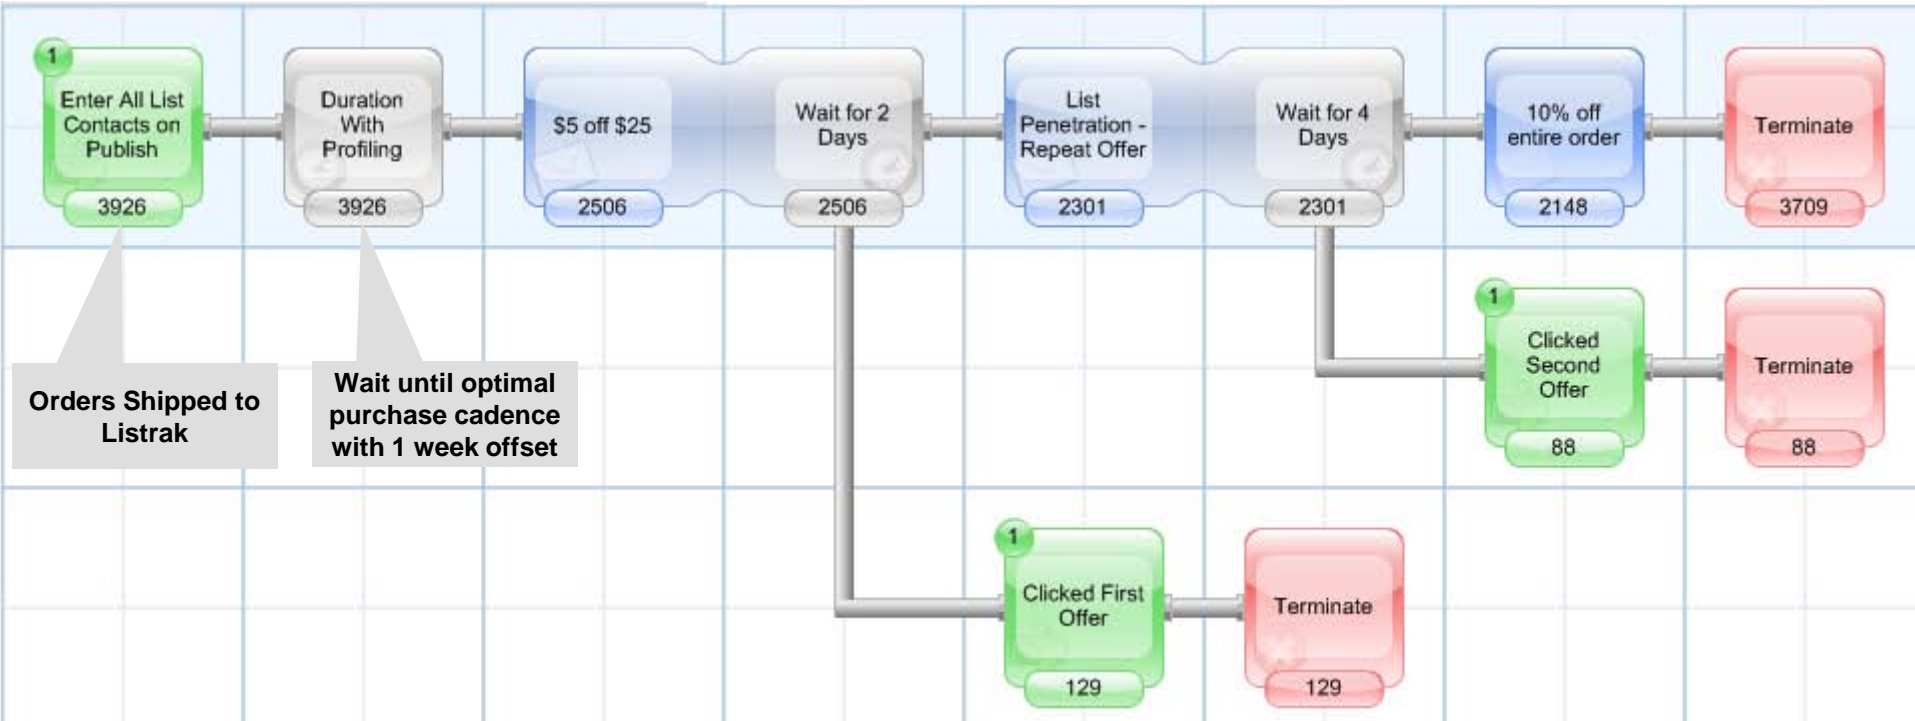 1
Enter All List
Contacts on
Publish
3926
Duration
With
Profiling
3926
$5 off $25
2506
Wait for 2
Days
2506
List
Penetration -
Repeat Offer
2301
Wait for 4
Days
2301
10% off
entire order
2148
Terminate
3709
Orders Shipped to
Listrak
Wait until optimal
purchase cadence
with 1 week offset
1
Clicked
Second
Offer
88
Terminate
88
1
Clicked First
Offer
129
Terminate
129